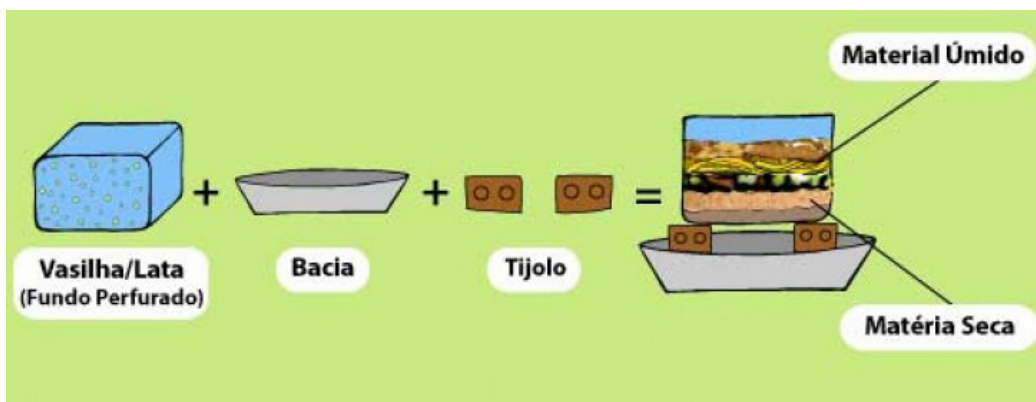 Material Úmido
+
+
=
Vasilha/Lata
(Fundo Perfurado)
Bacia
Tijolo
Matéria Seca